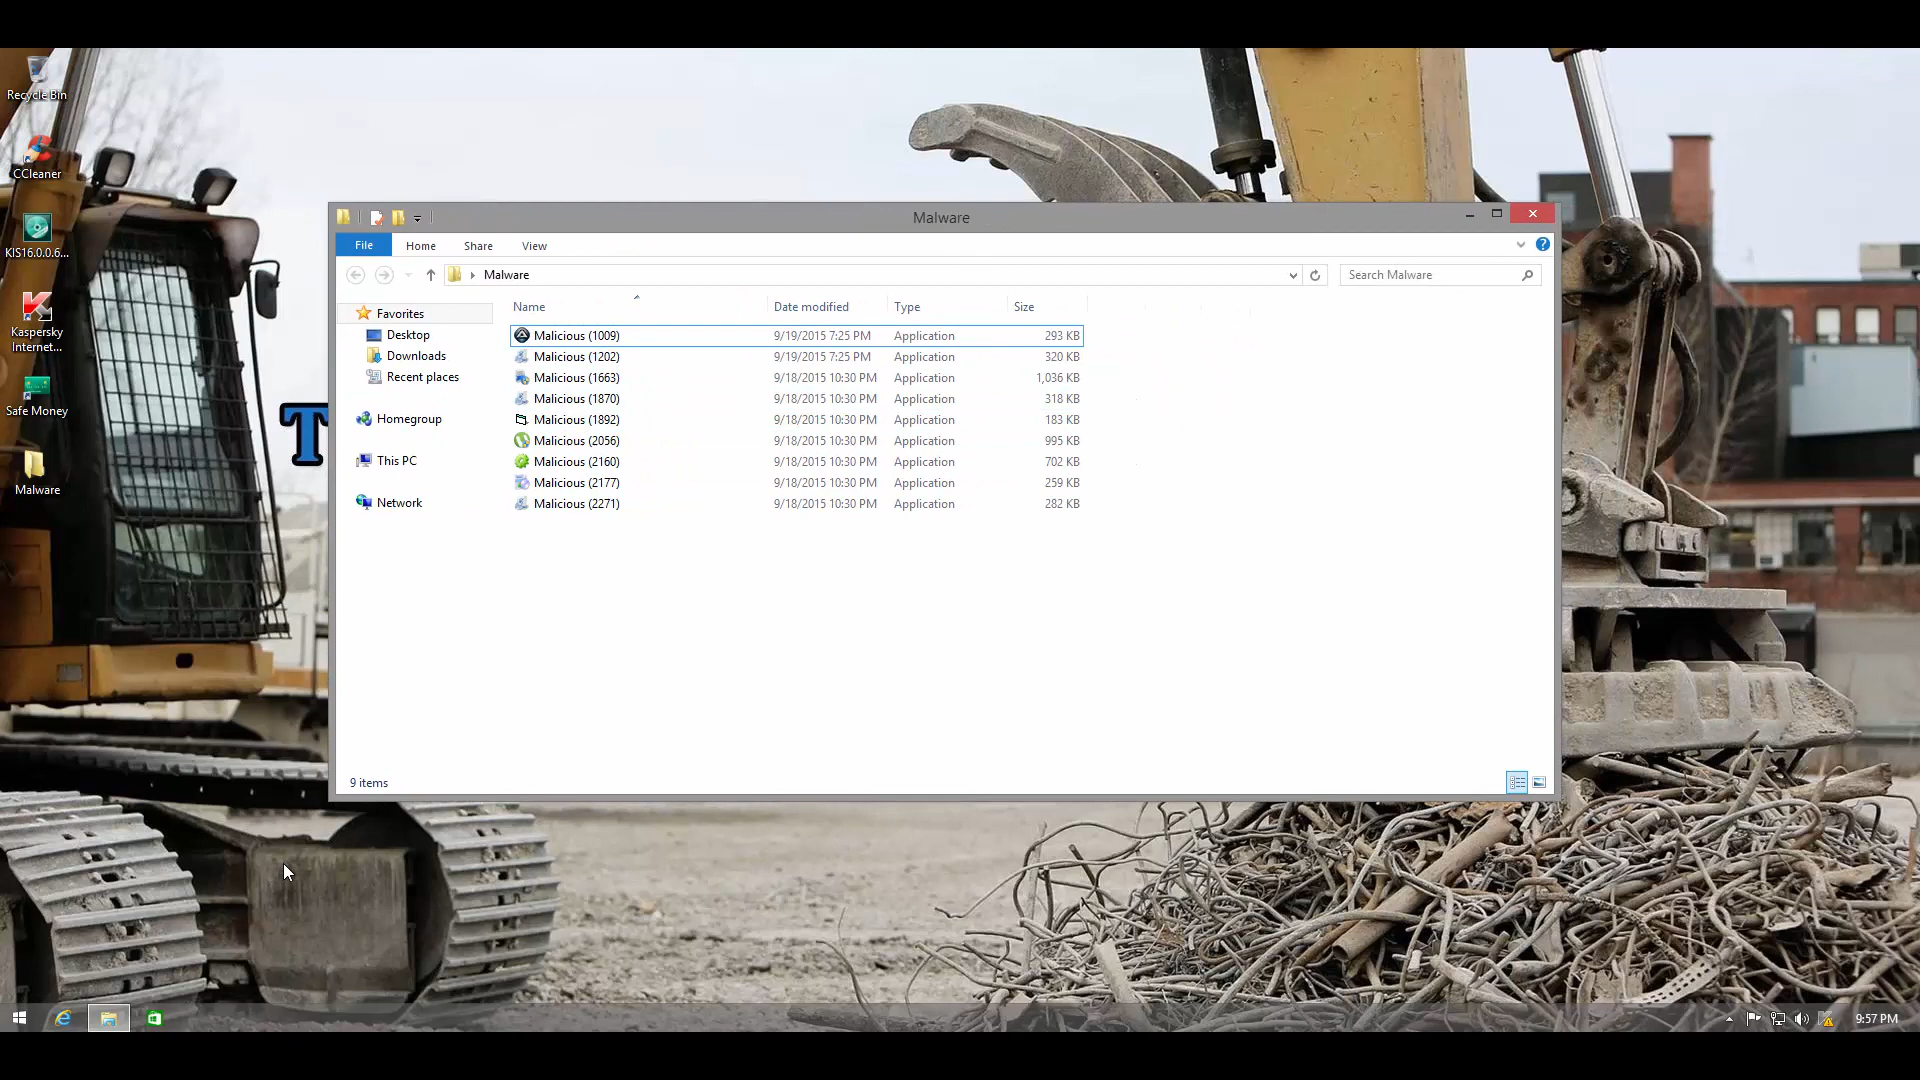 Recycle Bin
CCleaner
KIS16.0.0.6...
Kaspersky
Internet...
Safe Money
Malware
T
Malware
File Home Share View
Malware
Search Malware
Favorites
Desktop
Downloads
Recent places
Homegroup
This PC
Network
Name Date modified Type Size
Malicious (1009) 9/19/2015 7:25 PM Application 293 KB
Malicious (1202) 9/19/2015 7:25 PM Application 320 KB
Malicious (1663) 9/18/2015 10:30 PM Application 1,036 KB
Malicious (1870) 9/18/2015 10:30 PM Application 318 KB
Malicious (1892) 9/18/2015 10:30 PM Application 183 KB
Malicious (2056) 9/18/2015 10:30 PM Application 995 KB
Malicious (2160) 9/18/2015 10:30 PM Application 702 KB
Malicious (2177) 9/18/2015 10:30 PM Application 259 KB
Malicious (2271) 9/18/2015 10:30 PM Application 282 KB
9 items
9:57 PM